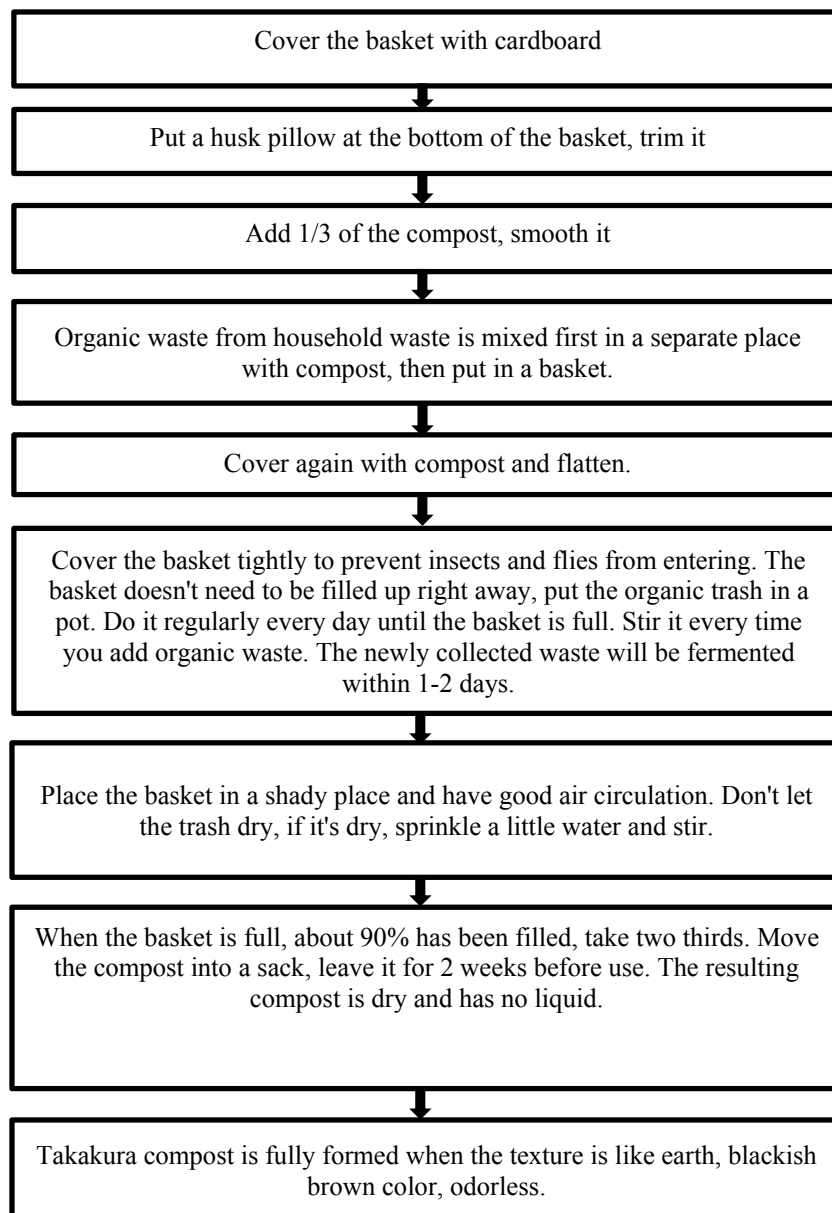 Cover the basket with cardboard
Put a husk pillow at the bottom of the basket, trim it
Add 1/3 of the compost, smooth it
Organic waste from household waste is mixed first in a separate place
with compost, then put in a basket.
Cover again with compost and flatten.
Cover the basket tightly to prevent insects and flies from entering. The
basket doesn't need to be filled up right away, put the organic trash in a
pot. Do it regularly every day until the basket is full. Stir it every time
you add organic waste. The newly collected waste will be fermented
within 1-2 days.
Place the basket in a shady place and have good air circulation. Don't let
the trash dry, if it's dry, sprinkle a little water and stir.
When the basket is full, about 90% has been filled, take two thirds. Move
the compost into a sack, leave it for 2 weeks before use. The resulting
compost is dry and has no liquid.
Takakura compost is fully formed when the texture is like earth, blackish
brown color, odorless.